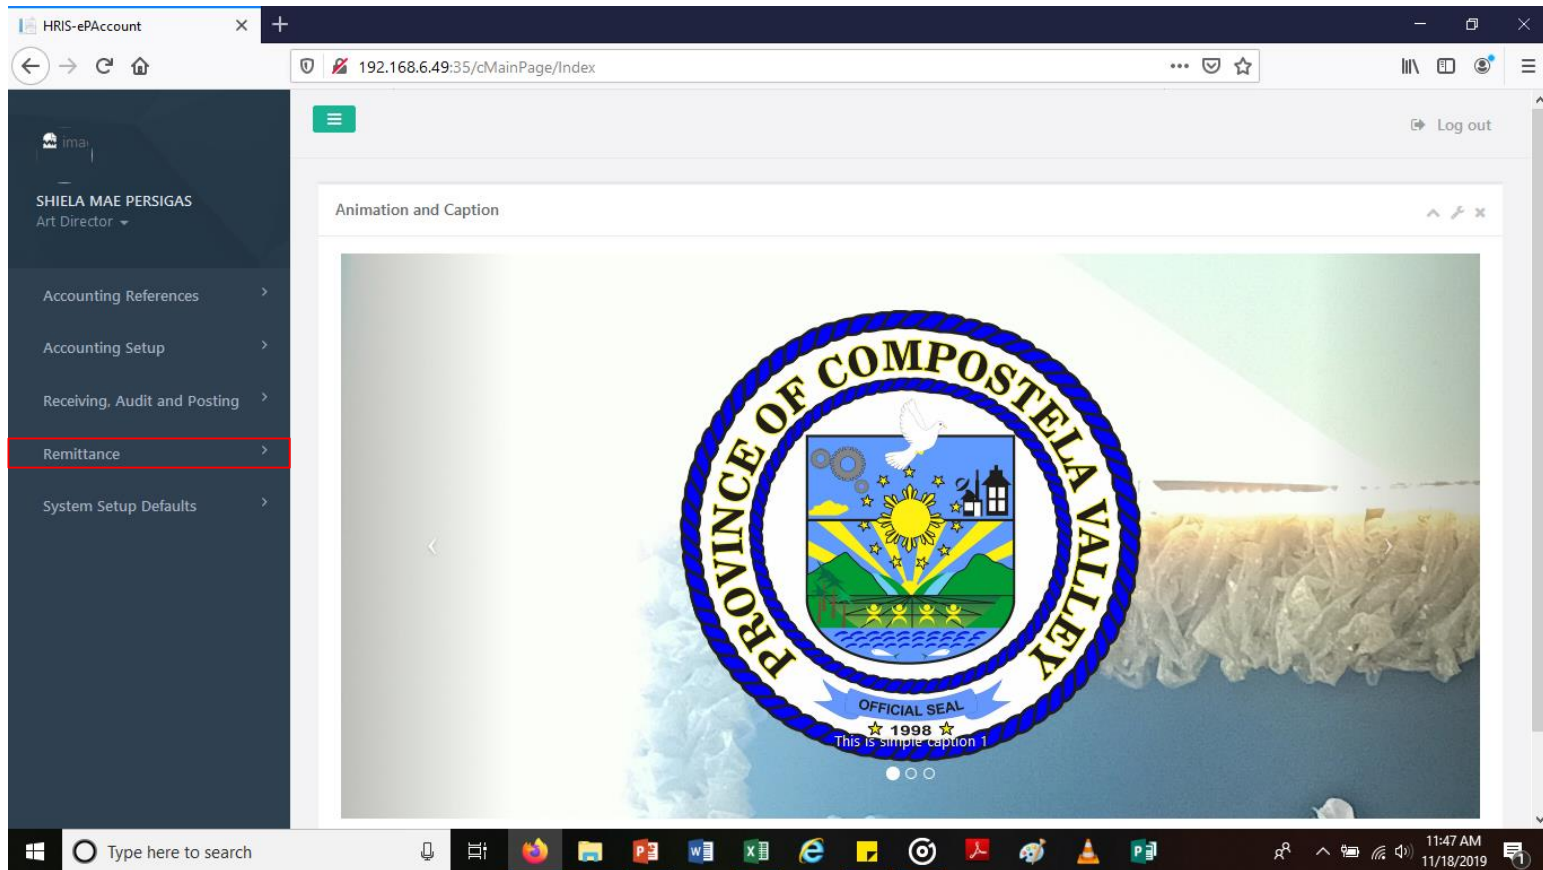 HRIS-ePAccount
192.168.6.49:35/cMainPage/Index
Log out
ima
SHIELA MAE PERSIGAS
Art Director
Animation and Caption
Accounting References
Accounting Setup
Receiving, Audit and Posting
Remittance
System Setup Defaults
PROVINCE OF COMPOSTELA VALLEY
OFFICIAL SEAL
1998
This is simple caption 1
Type here to search
11:47 AM
11/18/2019
1